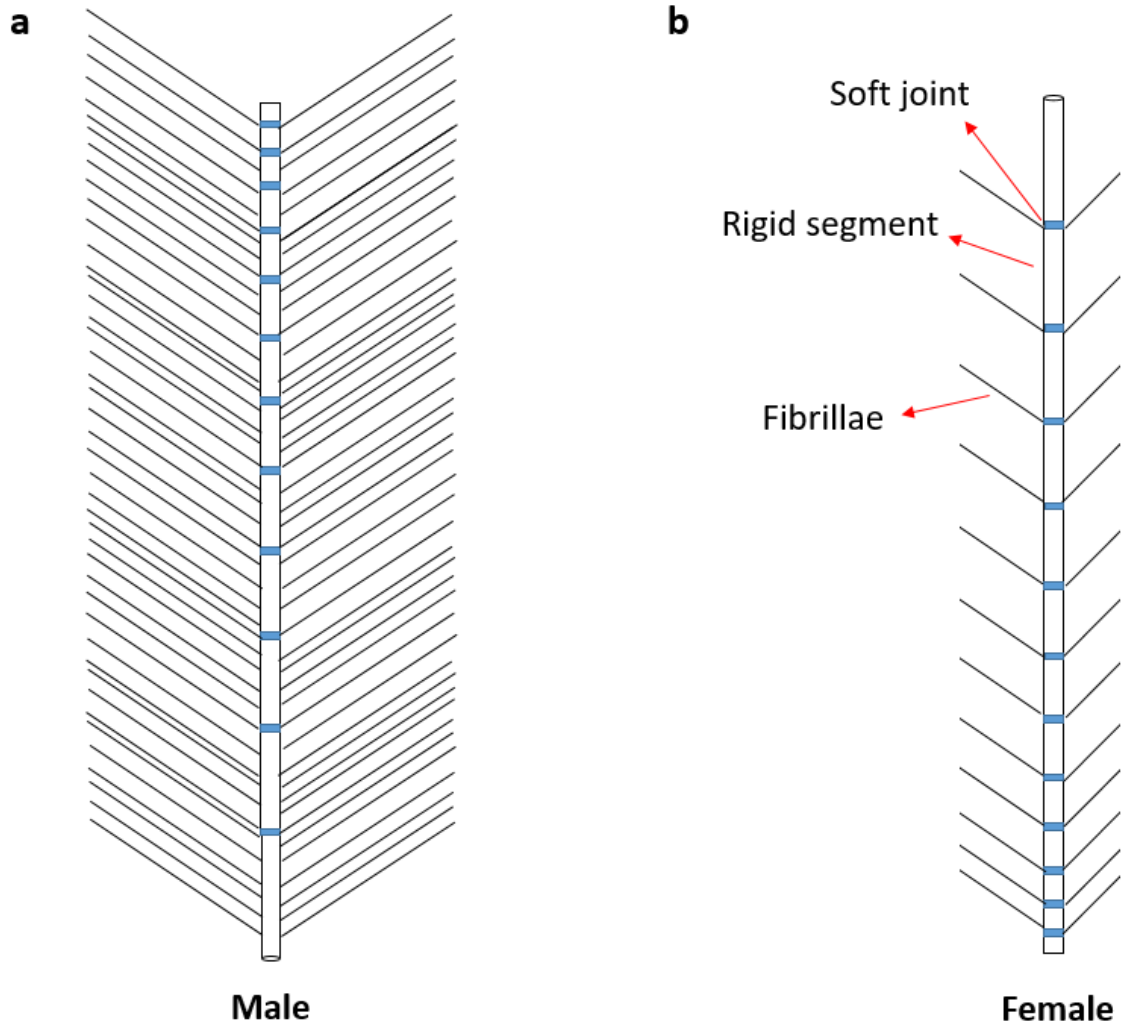 a
b
Soft joint
Rigid segment
Fibrillae
Male
Female